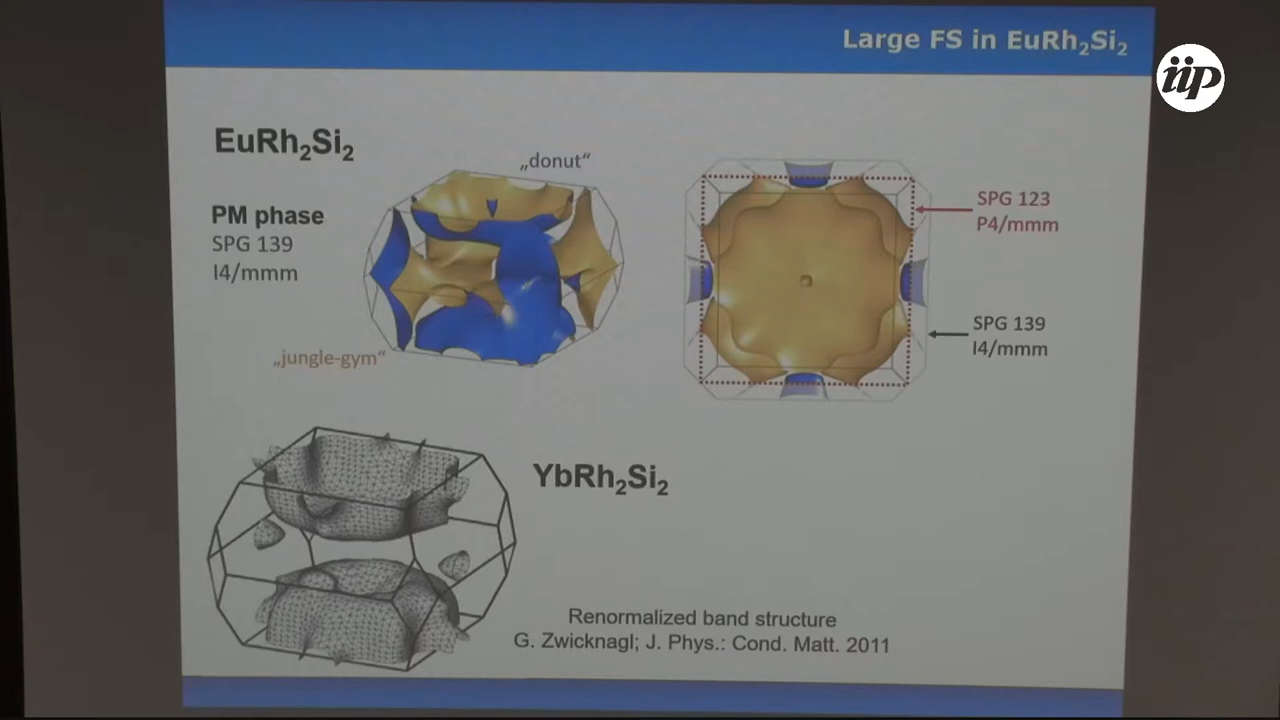 Large FS in EuRh₂Si₂
iip
EuRh₂Si₂
„donut“
PM phase
SPG 139
I4/mmm
„jungle-gym“
SPG 123
P4/mmm
SPG 139
I4/mmm
YbRh₂Si₂
Renormalized band structure
G. Zwicknagl; J. Phys.: Cond. Matt. 2011